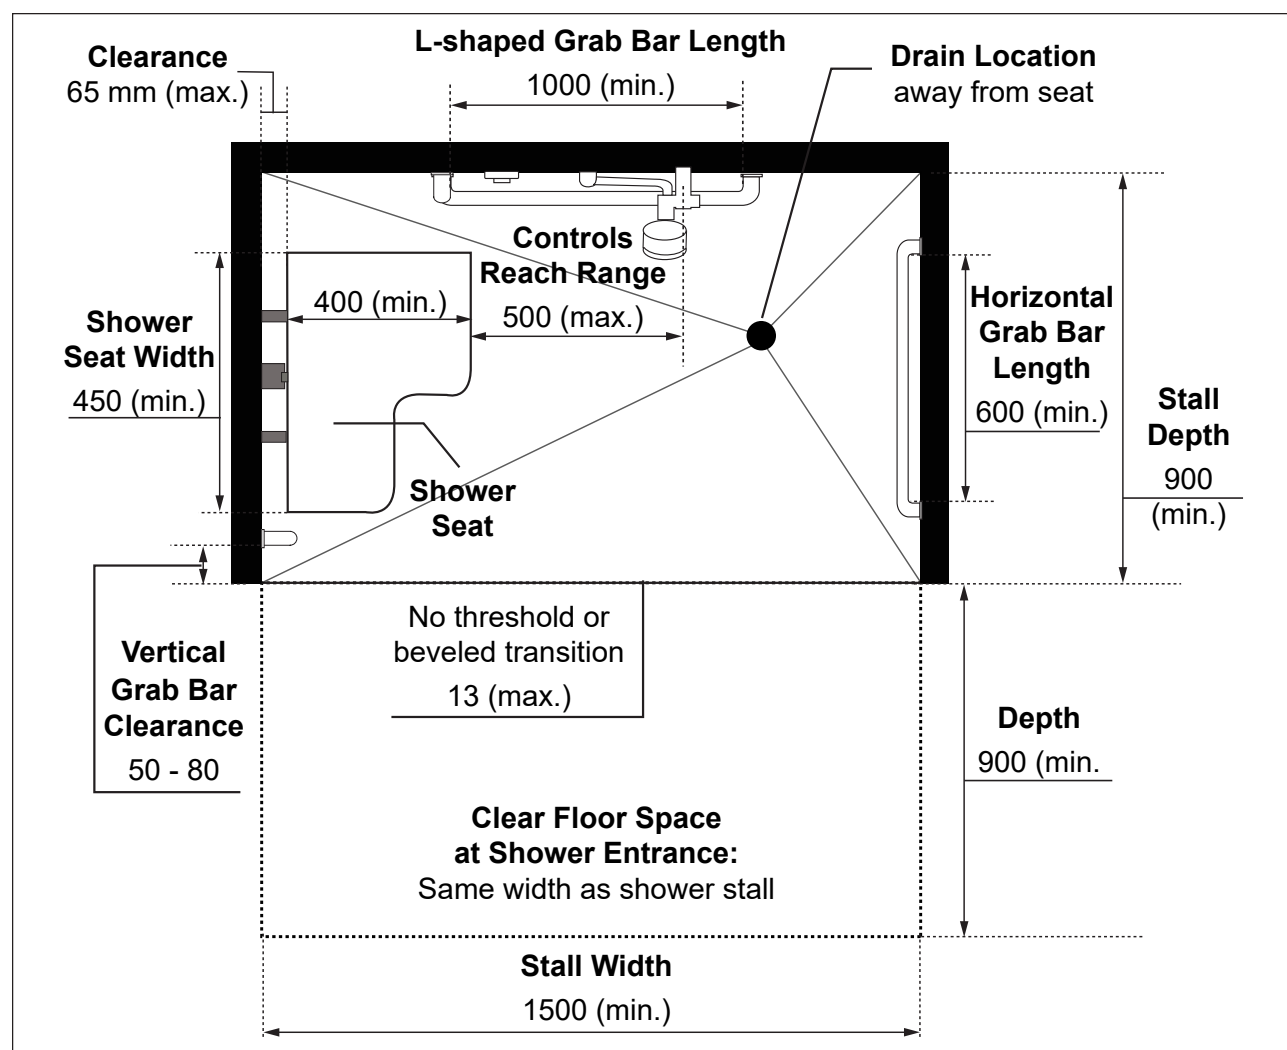 Clearance
65 mm (max.)
L-shaped Grab Bar Length
1000 (min.)
Drain Location
away from seat
Controls
Reach Range
500 (max.)
400 (min.)
Shower
Seat Width
450 (min.)
Shower
Seat
Horizontal
Grab Bar
Length
600 (min.)
Stall
Depth
900
(min.)
Vertical
Grab Bar
Clearance
50 - 80
No threshold or
beveled transition
13 (max.)
Depth
900 (min.
Clear Floor Space
at Shower Entrance:
Same width as shower stall
Stall Width
1500 (min.)